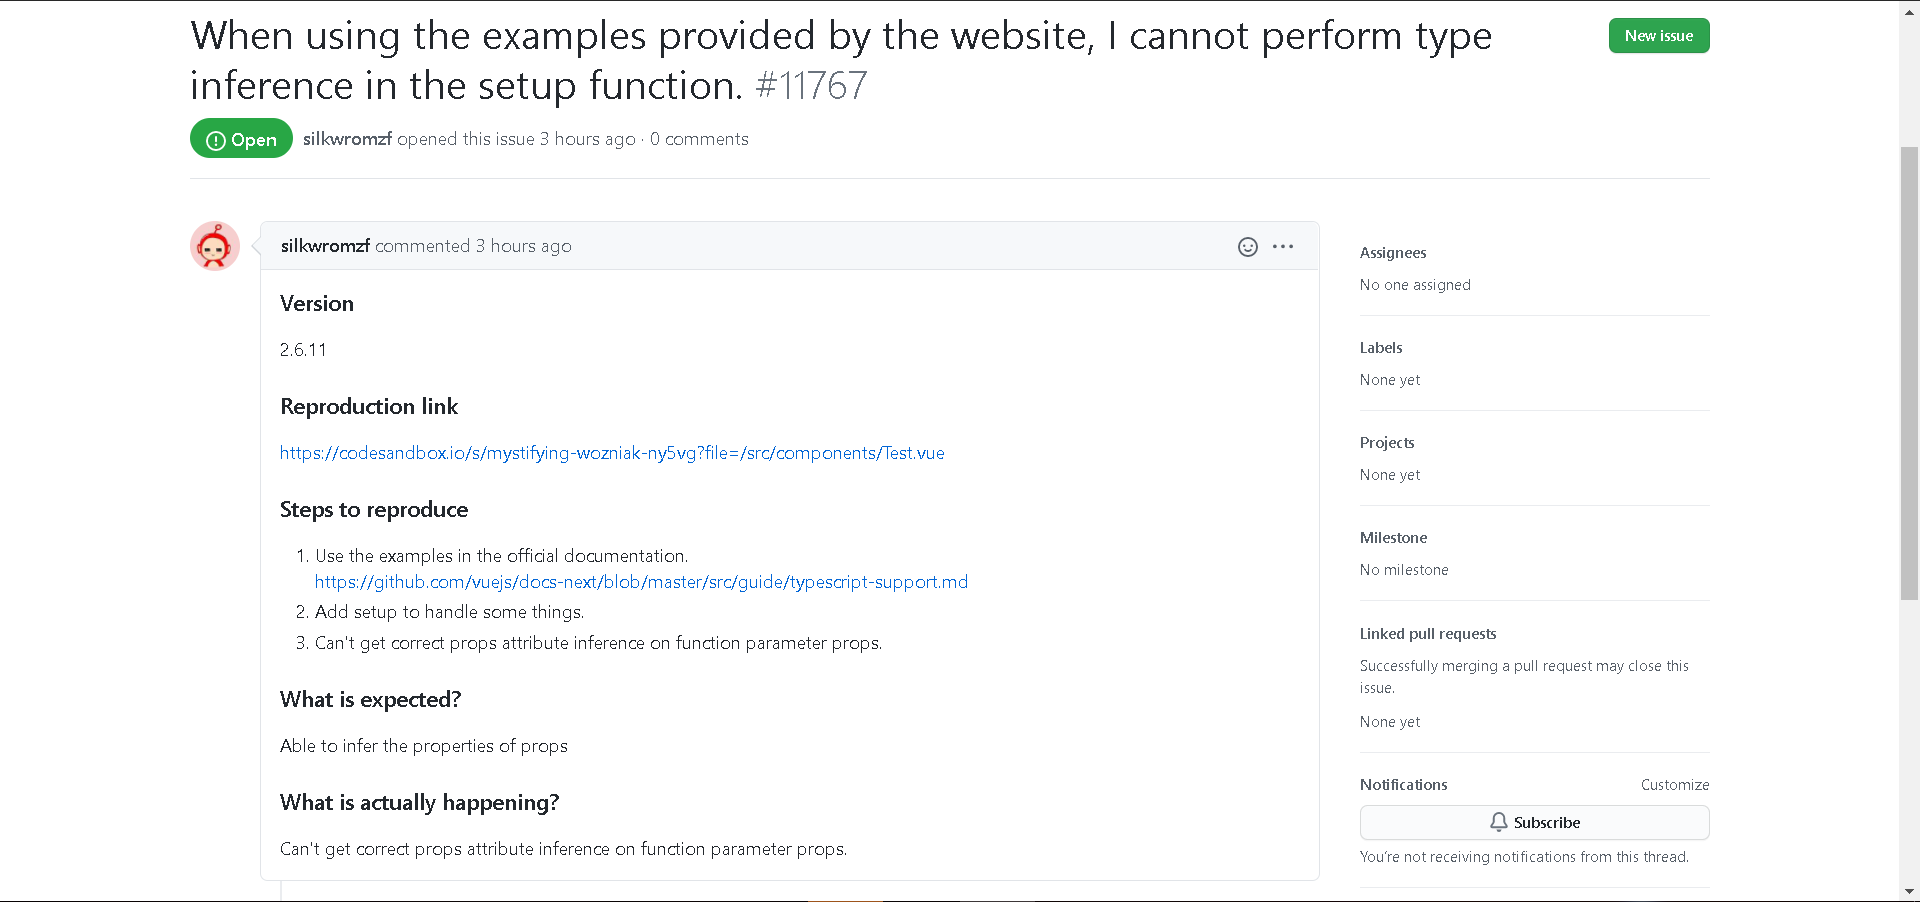 When using the examples provided by the website, I cannot perform type
inference in the setup function. #11767
New issue
Open
silkwromzf opened this issue 3 hours ago · 0 comments
silkwromzf commented 3 hours ago
Version
2.6.11
Reproduction link
https://codesandbox.io/s/mystifying-wozniak-ny5vg?file=/src/components/Test.vue
Steps to reproduce
1. Use the examples in the official documentation.
https://github.com/vuejs/docs-next/blob/master/src/guide/typescript-support.md
2. Add setup to handle some things.
3. Can't get correct props attribute inference on function parameter props.
What is expected?
Able to infer the properties of props
What is actually happening?
Can't get correct props attribute inference on function parameter props.
Assignees
No one assigned
Labels
None yet
Projects
None yet
Milestone
No milestone
Linked pull requests
Successfully merging a pull request may close this
issue.
None yet
Notifications
Customize
Subscribe
You're not receiving notifications from this thread.